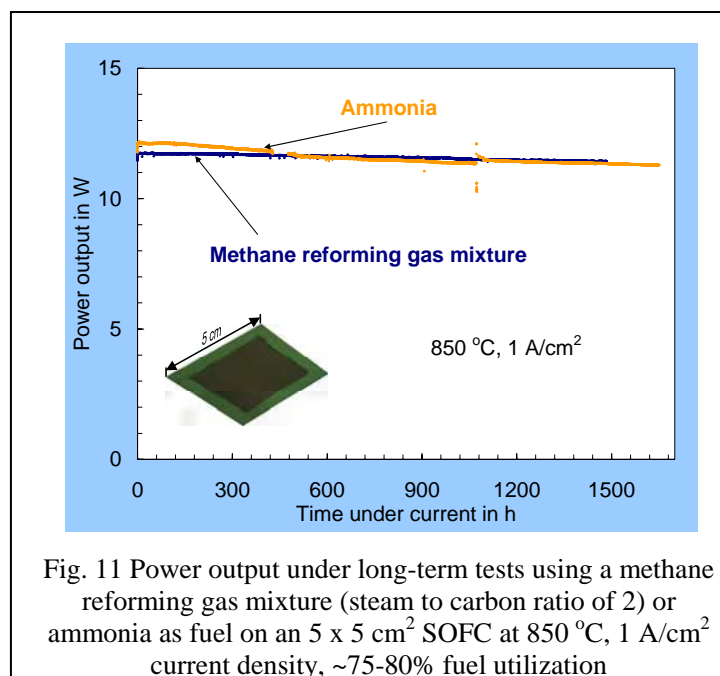 15
Ammonia
10
Methane reforming gas mixture
Power output in W
5 cm
5
850 °C, 1 A/cm²
0
0 300 600 900 1200 1500
Time under current in h
Fig. 11 Power output under long-term tests using a methane
reforming gas mixture (steam to carbon ratio of 2) or
ammonia as fuel on an 5 x 5 cm² SOFC at 850 °C, 1 A/cm²
current density, ~75-80% fuel utilization